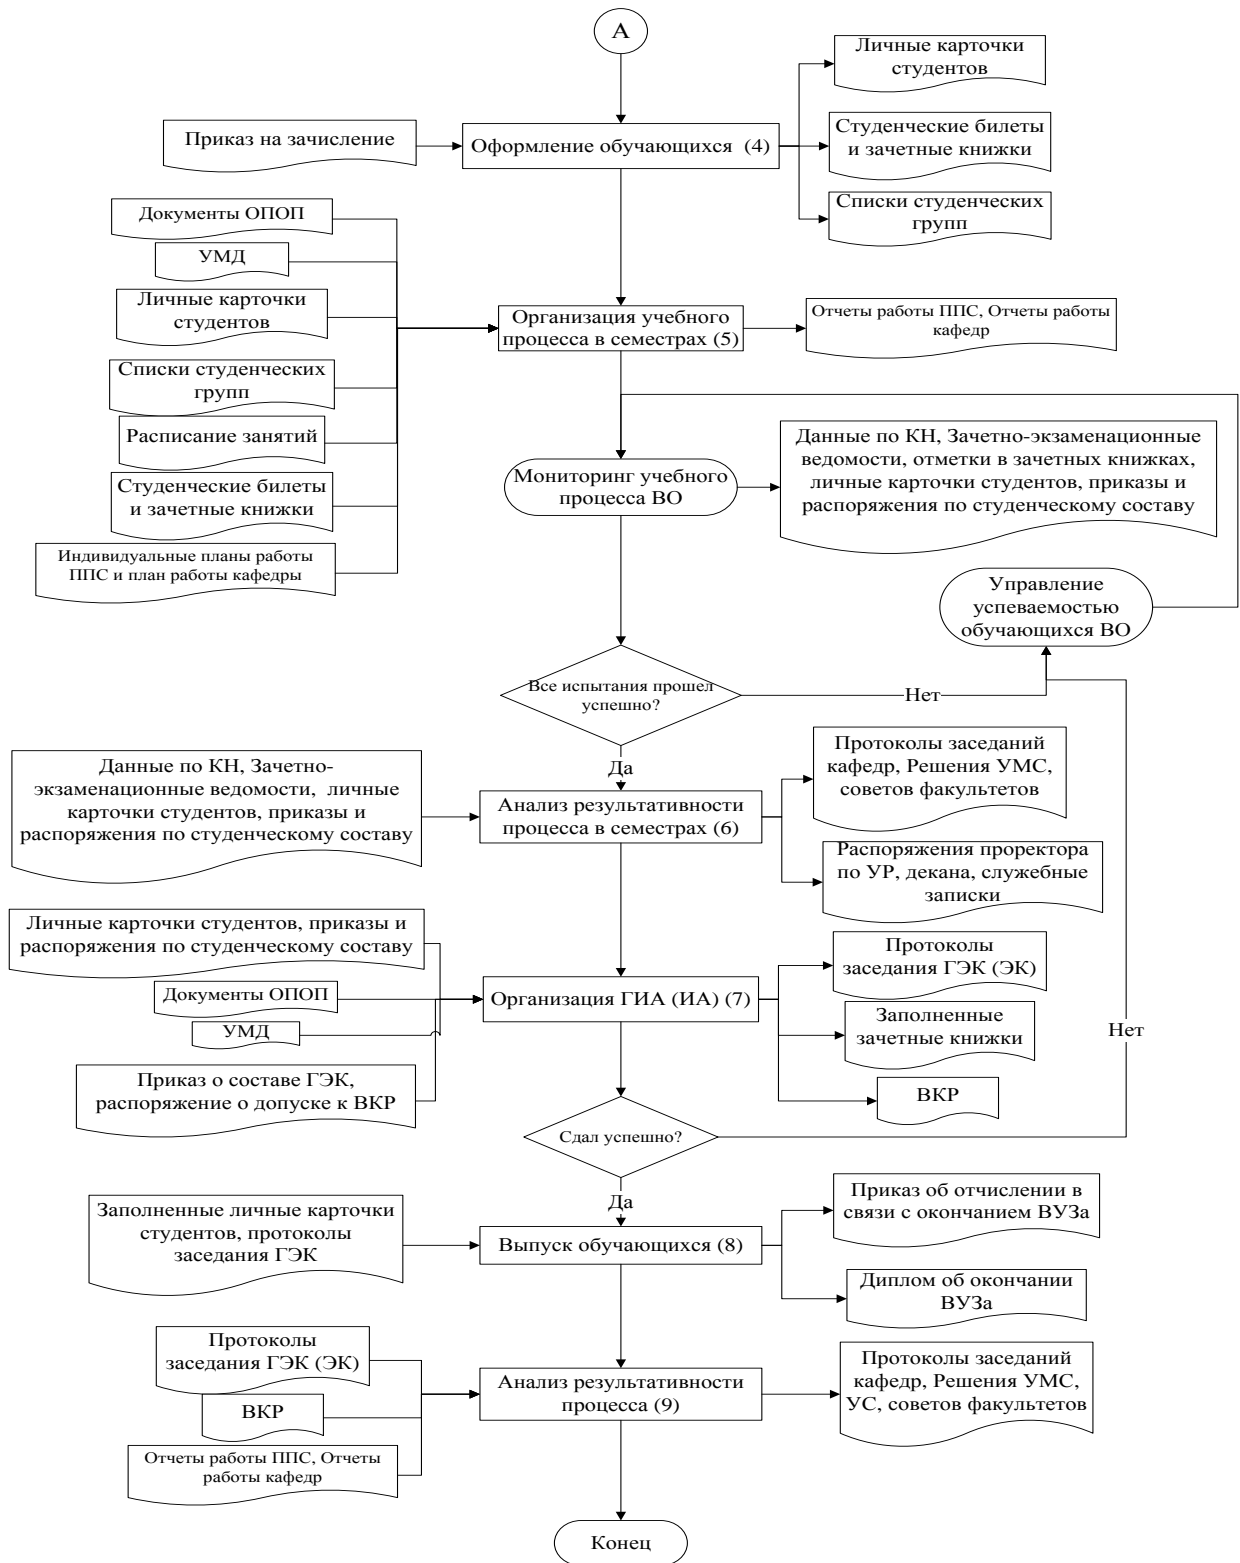 А
Личные карточки
студентов
Приказ на зачисление
Оформление обучающихся (4)
Студенческие билеты
и зачетные книжки
Списки студенческих
групп
Документы ОПОП
УМД
Личные карточки
студентов
Списки студенческих
групп
Расписание занятий
Студенческие билеты
и зачетные книжки
Индивидуальные планы работы
ППС и план работы кафедры
Организация учебного
процесса в семестрах (5)
Отчеты работы ППС, Отчеты работы
кафедр
Мониторинг учебного
процесса ВО
Данные по КН, Зачетно-экзаменационные
ведомости, отметки в зачетных книжках,
личные карточки студентов, приказы и
распоряжения по студенческому составу
Управление
успеваемостью
обучающихся ВО
Все испытания прошел
успешно?
Нет
Да
Данные по КН, Зачетно-
экзаменационные ведомости, личные
карточки студентов, приказы и
распоряжения по студенческому составу
Анализ результативности
процесса в семестрах (6)
Протоколы заседаний
кафедр, Решения УМС,
советов факультетов
Распоряжения проректора
по УР, декана, служебные
записки
Личные карточки студентов, приказы и
распоряжения по студенческому составу
Документы ОПОП
УМД
Приказ о составе ГЭК,
распоряжение о допуске к ВКР
Организация ГИА (ИА) (7)
Протоколы
заседания ГЭК (ЭК)
Заполненные
зачетные книжки
ВКР
Нет
Сдал успешно?
Да
Заполненные личные карточки
студентов, протоколы
заседания ГЭК
Выпуск обучающихся (8)
Приказ об отчислении в
связи с окончанием ВУЗа
Диплом об окончании
ВУЗа
Протоколы
заседания ГЭК (ЭК)
ВКР
Отчеты работы ППС, Отчеты
работы кафедр
Анализ результативности
процесса (9)
Протоколы заседаний
кафедр, Решения УМС,
УС, советов факультетов
Конец